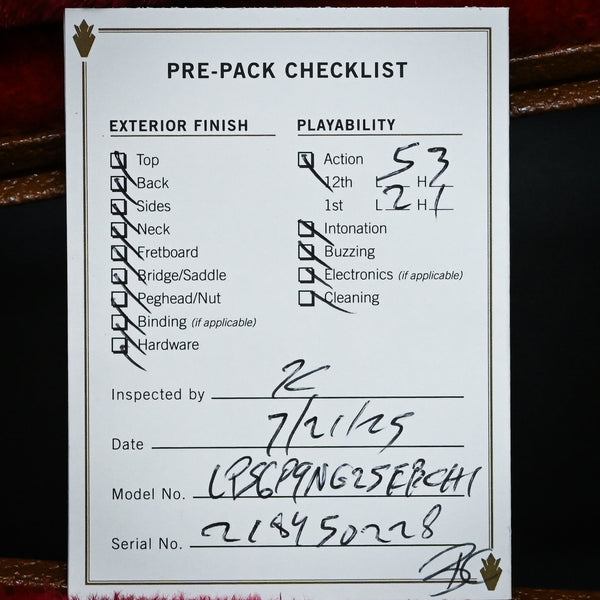 PRE-PACK CHECKLIST
EXTERIOR FINISH
Top
Back
Sides
Neck
Fretboard
Bridge/Saddle
Peghead/Nut
Binding (if applicable)
Hardware
PLAYABILITY
Action
12th L 5 H 3
1st L 2 H 1
Intonation
Buzzing
Electronics (if applicable)
Cleaning
Inspected by
Date 7/21/25
Model No.
Serial No. 218450228